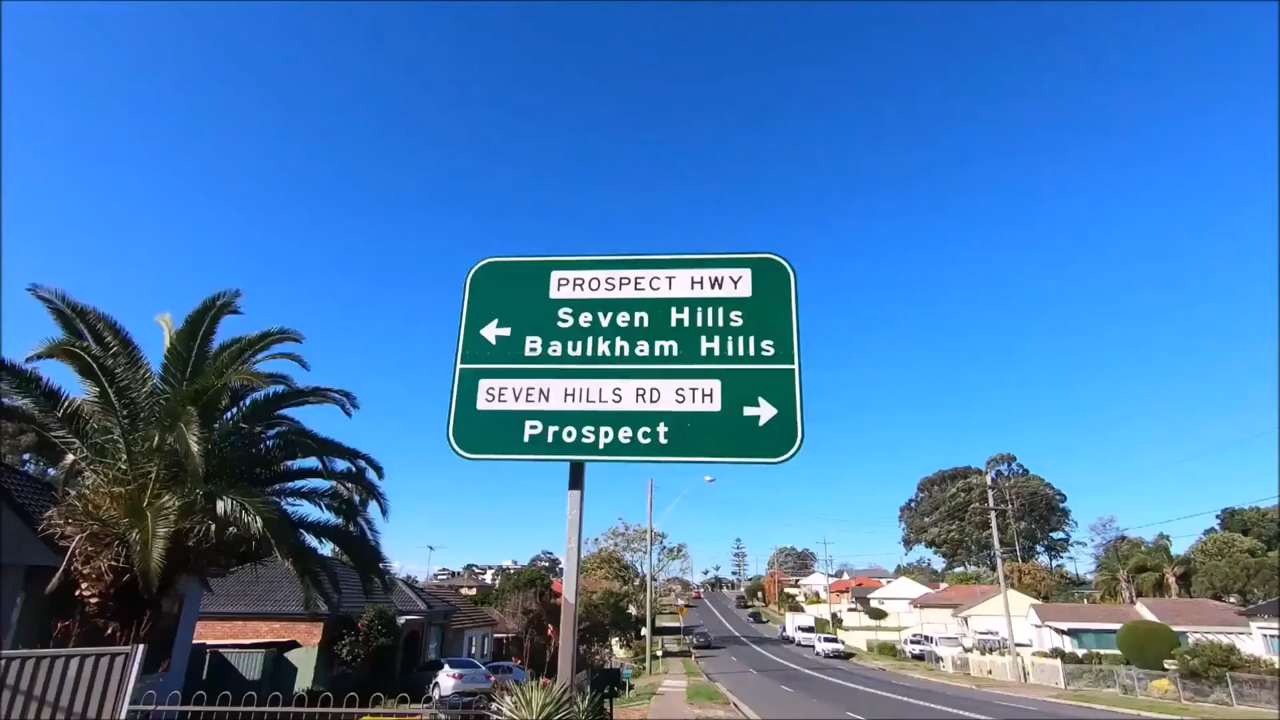 PROSPECT HWY
Seven Hills
Baulkham Hills
SEVEN HILLS RD STH
Prospect